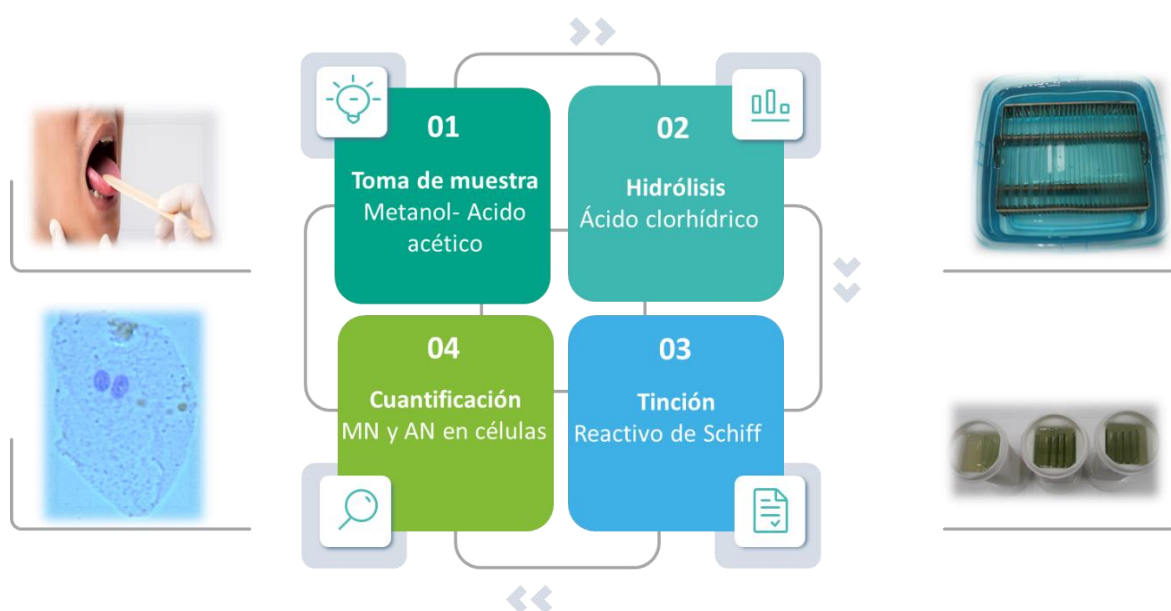 01
Toma de muestra
Metanol- Acido
acético
02
Hidrólisis
Ácido clorhídrico
03
Tinción
Reactivo de Schiff
04
Cuantificación
MN y AN en células